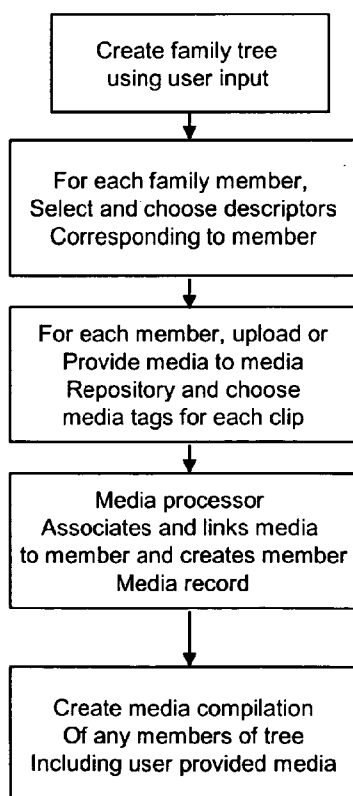 Create family tree
using user input
For each family member,
Select and choose descriptors
Corresponding to member
For each member, upload or
Provide media to media
Repository and choose
media tags for each clip
Media processor
Associates and links media
to member and creates member
Media record
Create media compilation
Of any members of tree
Including user provided media